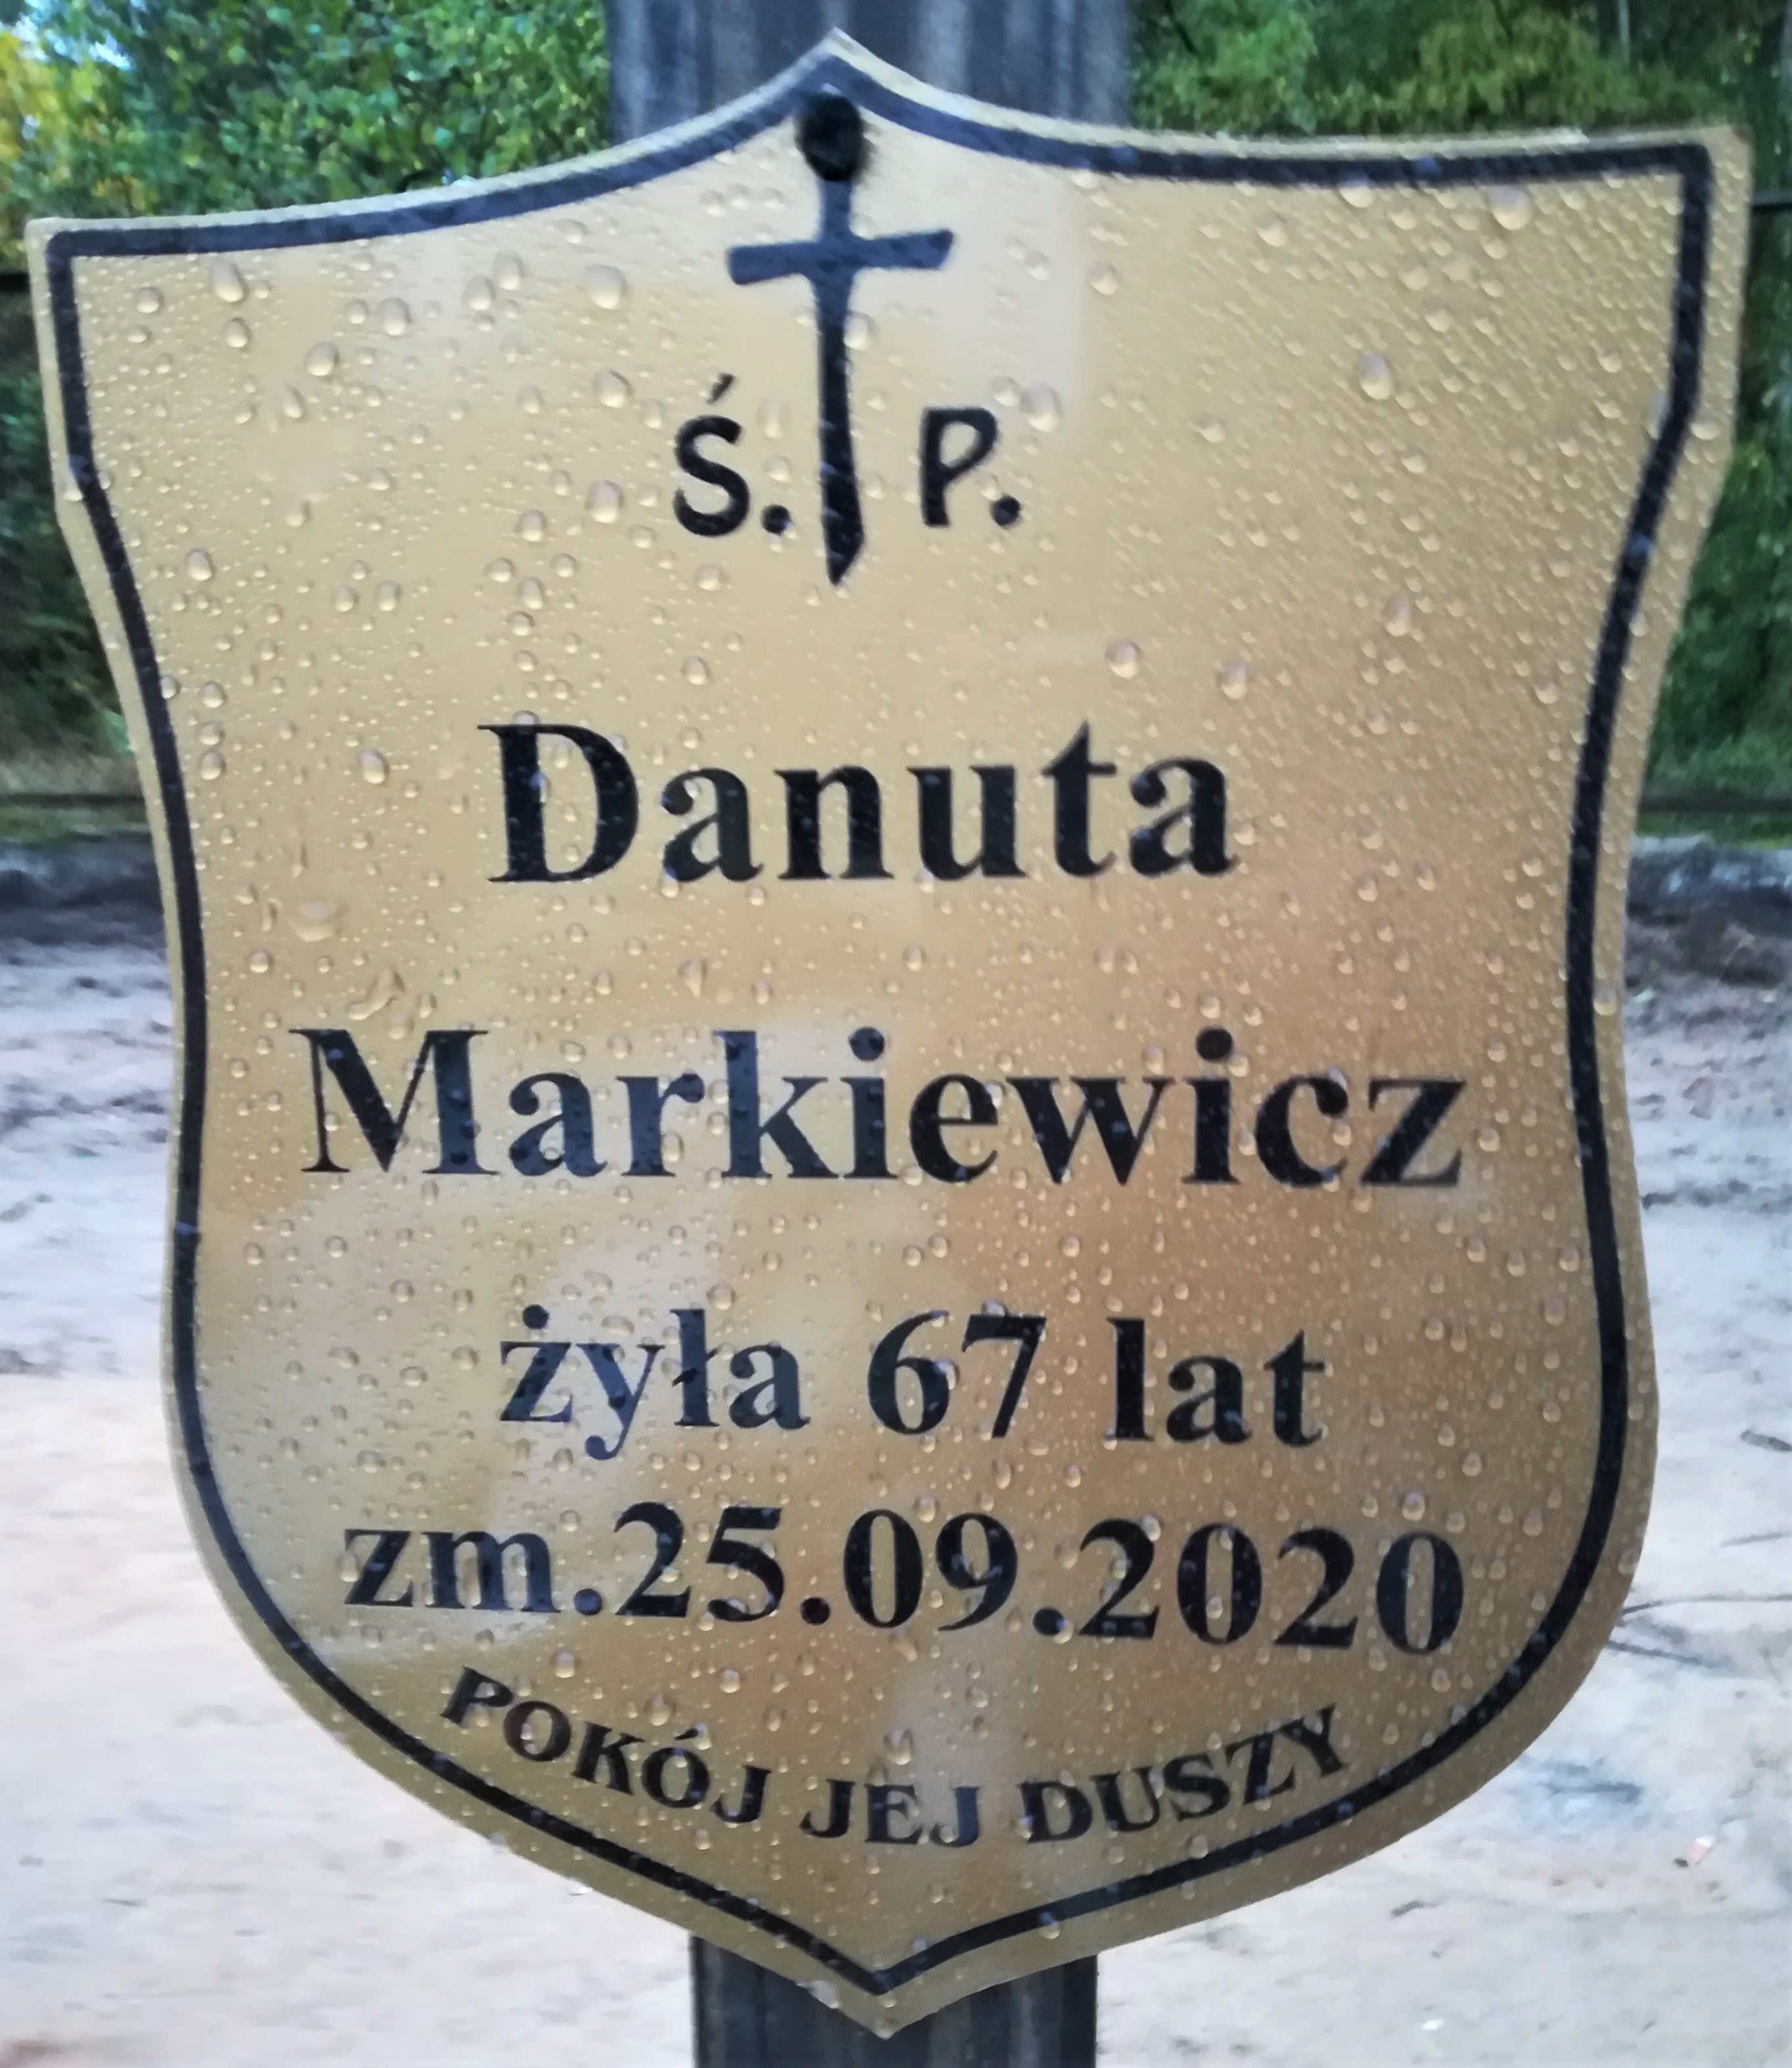 Ś. P.
Danuta
Markiewicz
żyła 67 lat
zm.25.09.2020
POKÓJ JEJ DUSZY